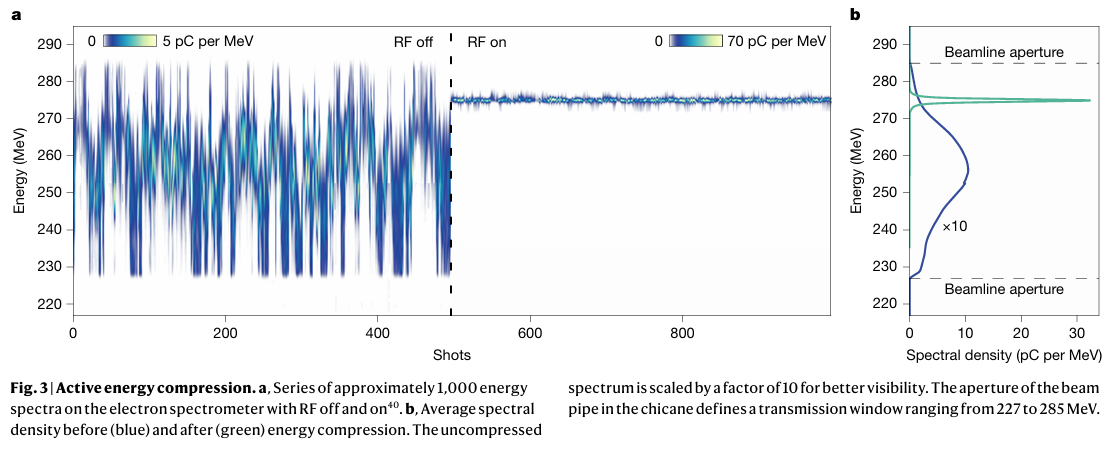 a
b
0 5 pC per MeV
RF off
RF on
0 70 pC per MeV
290
280
270
260
250
240
230
220
Energy (MeV)
0
200
400
600
800
Shots
290
280
270
260
250
240
230
220
Energy (MeV)
Beamline aperture
×10
Beamline aperture
0
10
20
30
Spectral density (pC per MeV)
Fig. 3 | Active energy compression. a, Series of approximately 1,000 energy
spectra on the electron spectrometer with RF off and on⁴⁰. b, Average spectral
density before (blue) and after (green) energy compression. The uncompressed
spectrum is scaled by a factor of 10 for better visibility. The aperture of the beam
pipe in the chicane defines a transmission window ranging from 227 to 285 MeV.